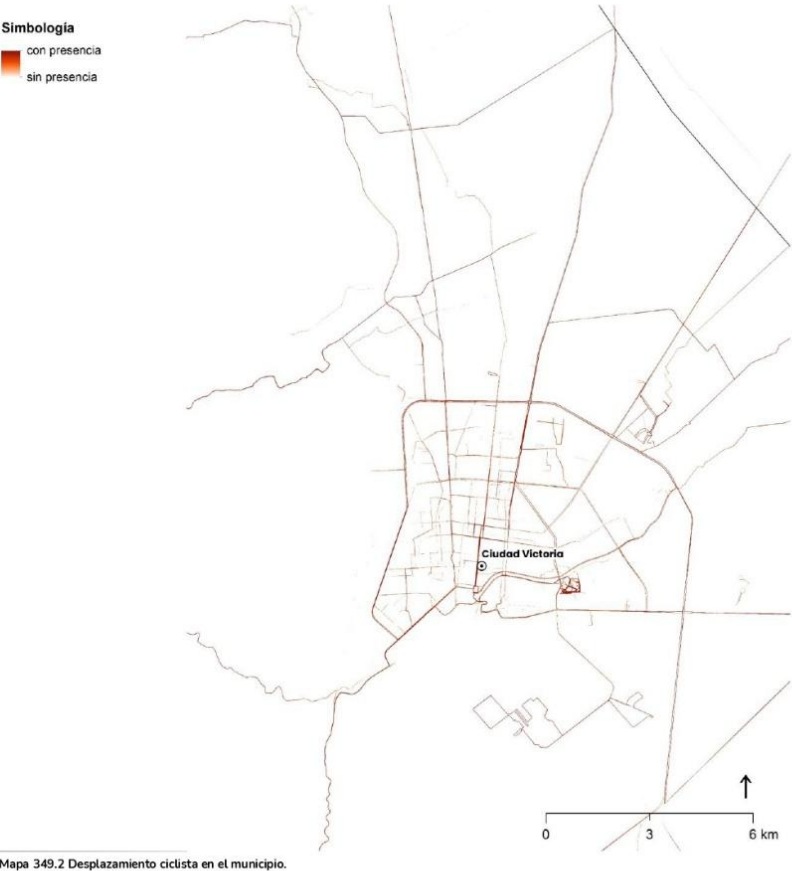 Simbología
con presencia
sin presencia
Ciudad Victoria
0 3 6 km
Mapa 349.2 Desplazamiento ciclista en el municipio.